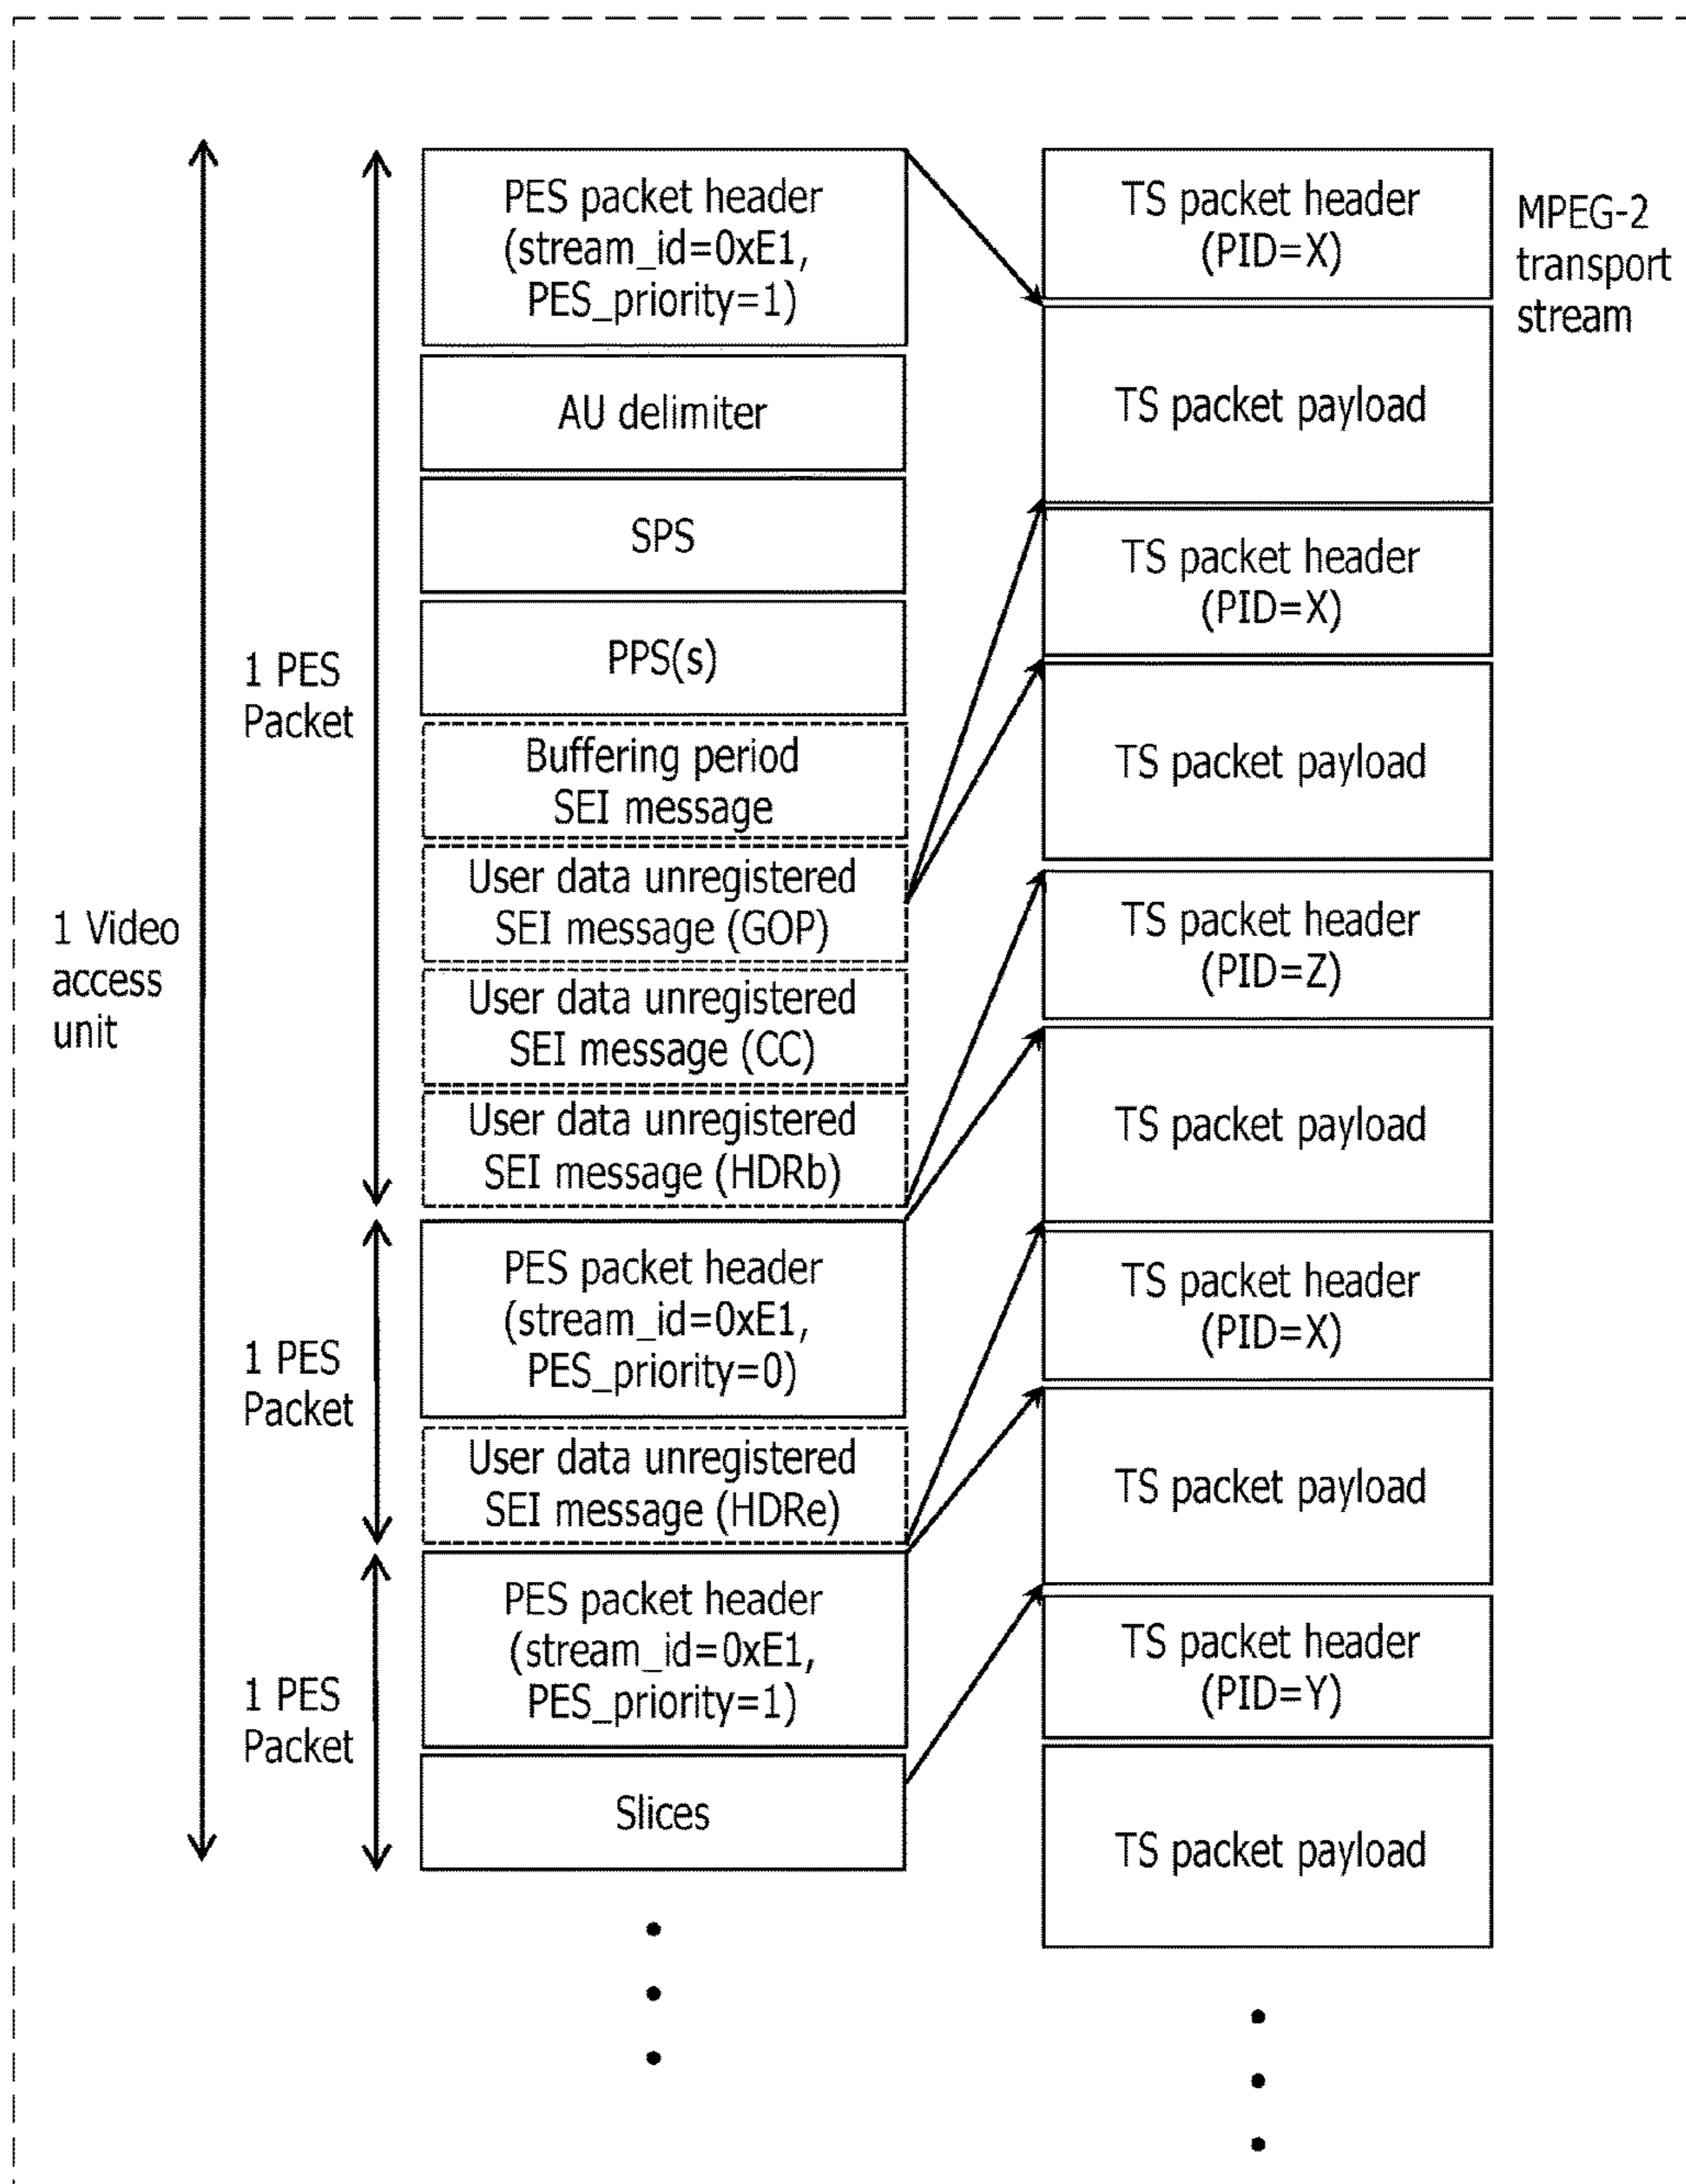 1 Video
access
unit
1 PES
Packet
1 PES
Packet
1 PES
Packet
PES packet header
(stream_id=0xE1,
PES_priority=1)
AU delimiter
SPS
PPS(s)
Buffering period
SEI message
User data unregistered
SEI message (GOP)
User data unregistered
SEI message (CC)
User data unregistered
SEI message (HDRb)
PES packet header
(stream_id=0xE1,
PES_priority=0)
User data unregistered
SEI message (HDRe)
PES packet header
(stream_id=0xE1,
PES_priority=1)
Slices
TS packet header
(PID=X)
TS packet payload
TS packet header
(PID=X)
TS packet payload
TS packet header
(PID=Z)
TS packet payload
TS packet header
(PID=X)
TS packet payload
TS packet header
(PID=Y)
TS packet payload
MPEG-2
transport
stream